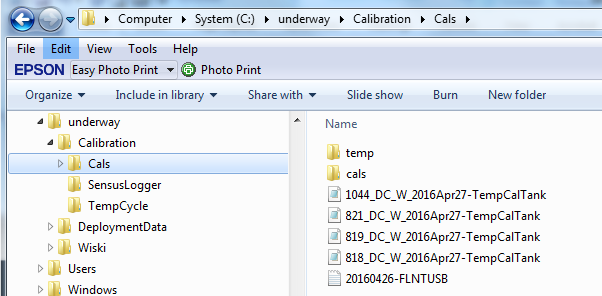 Computer System (C:) underway Calibration Cals
File Edit View Tools Help
EPSON Easy Photo Print Photo Print
Organize Include in library Share with Slide show Burn New folder
underway
Calibration
Cals
SensusLogger
TempCycle
DeploymentData
Wiski
Users
Windows
Name
temp
cals
1044_DC_W_2016Apr27-TempCalTank
821_DC_W_2016Apr27-TempCalTank
819_DC_W_2016Apr27-TempCalTank
818_DC_W_2016Apr27-TempCalTank
20160426-FLNTUSB